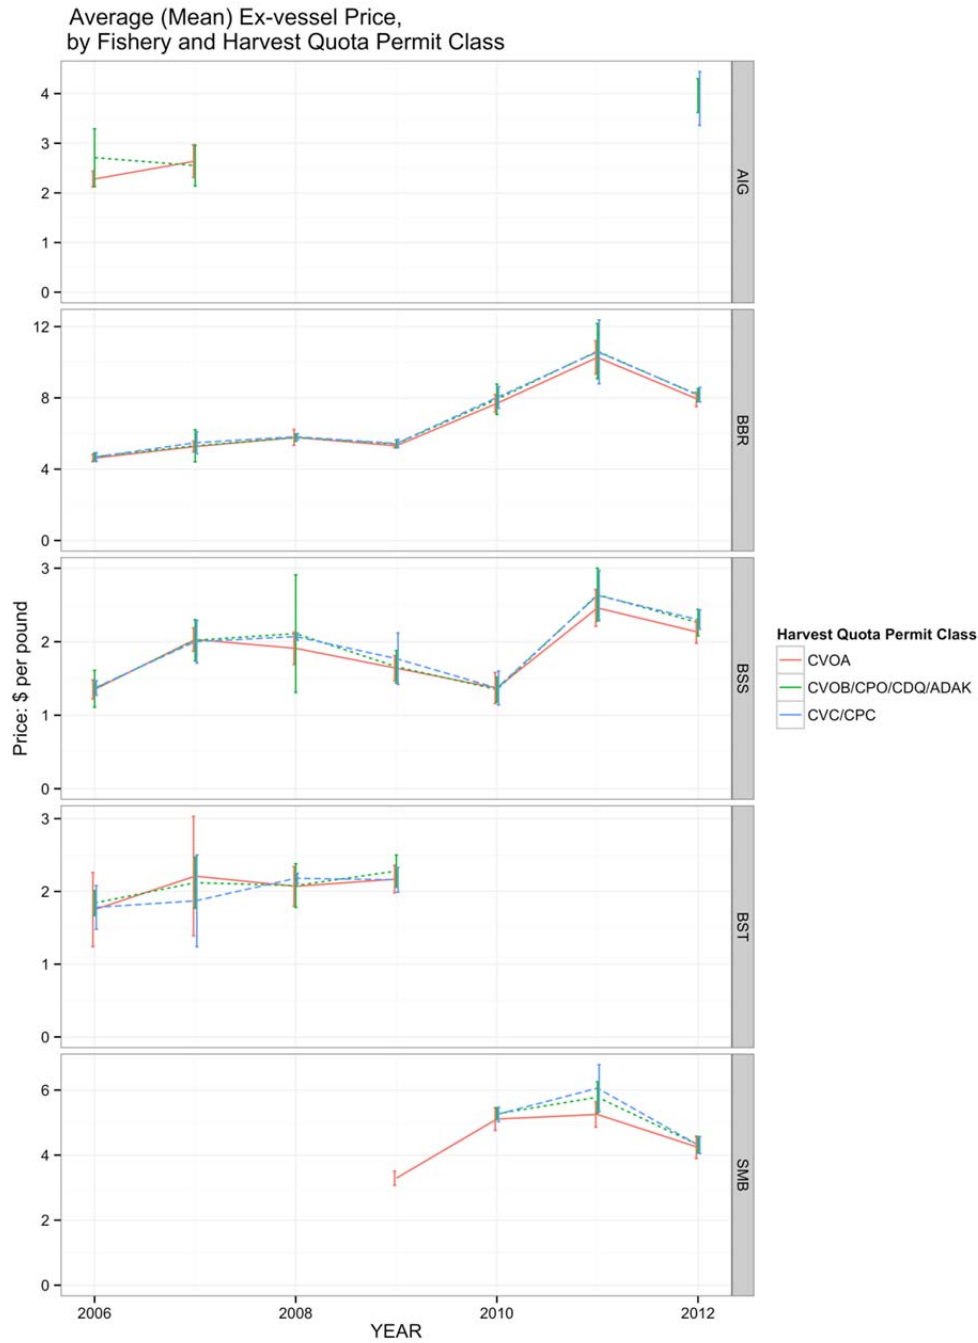 Average (Mean) Ex-vessel Price,
by Fishery and Harvest Quota Permit Class
4
3
2
1
0
AIG
12
8
4
0
BBR
3
2
1
0
BSS
3
2
1
0
BST
6
4
2
0
SMB
Price: $ per pound
2006
2008
2010
2012
YEAR
Harvest Quota Permit Class
CVOA
CVOB/CPO/CDQ/ADAK
CVC/CPC